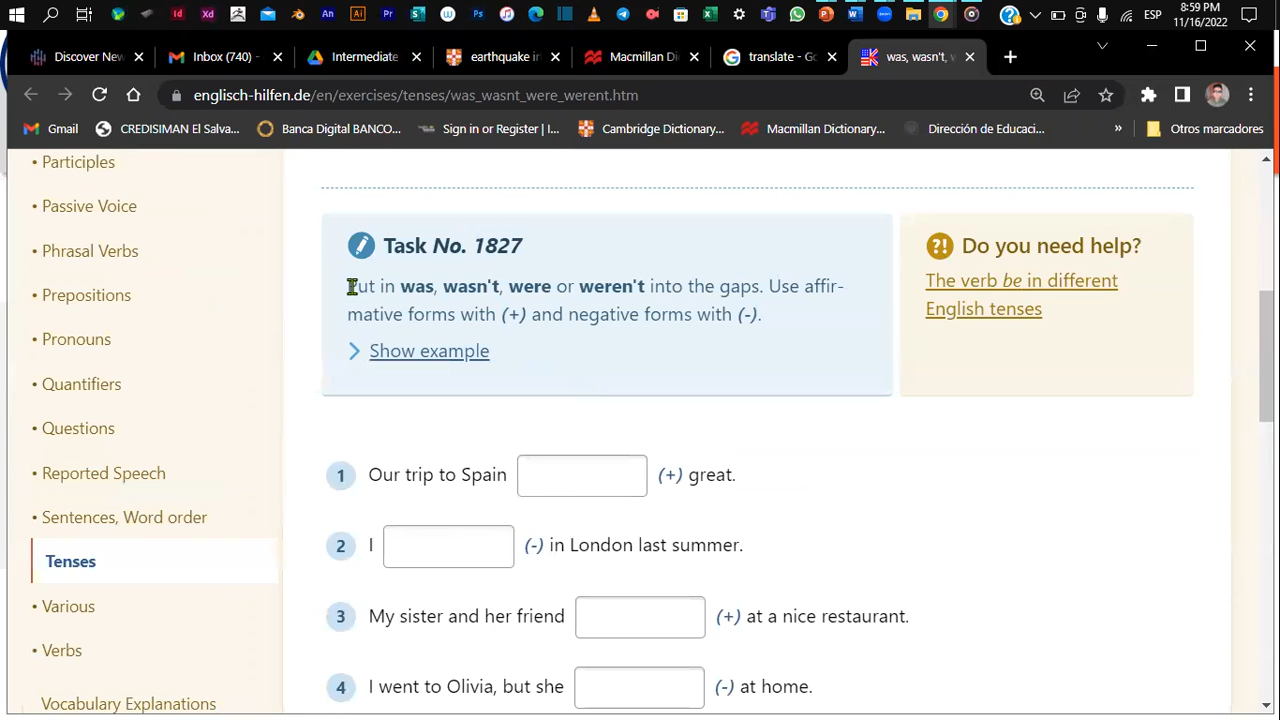 8:59 PM
ESP
11/16/2022
Discover New
Inbox (740) -
Intermediate
earthquake in
Macmillan Di
translate - Go
was, wasn't, w
englisch-hilfen.de/en/exercises/tenses/was_wasnt_were_werent.htm
Gmail
CREDISIMAN El Salva...
Banca Digital BANCO...
Sign in or Register | I...
Cambridge Dictionary...
Macmillan Dictionary...
Dirección de Educaci...
»
Otros marcadores
• Participles
• Passive Voice
• Phrasal Verbs
• Prepositions
• Pronouns
• Quantifiers
• Questions
• Reported Speech
• Sentences, Word order
Tenses
• Various
• Verbs
Vocabulary Explanations
Task No. 1827
Put in was, wasn't, were or weren't into the gaps. Use affir-
mative forms with (+) and negative forms with (-).
Show example
?! Do you need help?
The verb be in different
English tenses
1 Our trip to Spain (+) great.
2 I (-) in London last summer.
3 My sister and her friend (+) at a nice restaurant.
4 I went to Olivia, but she (-) at home.